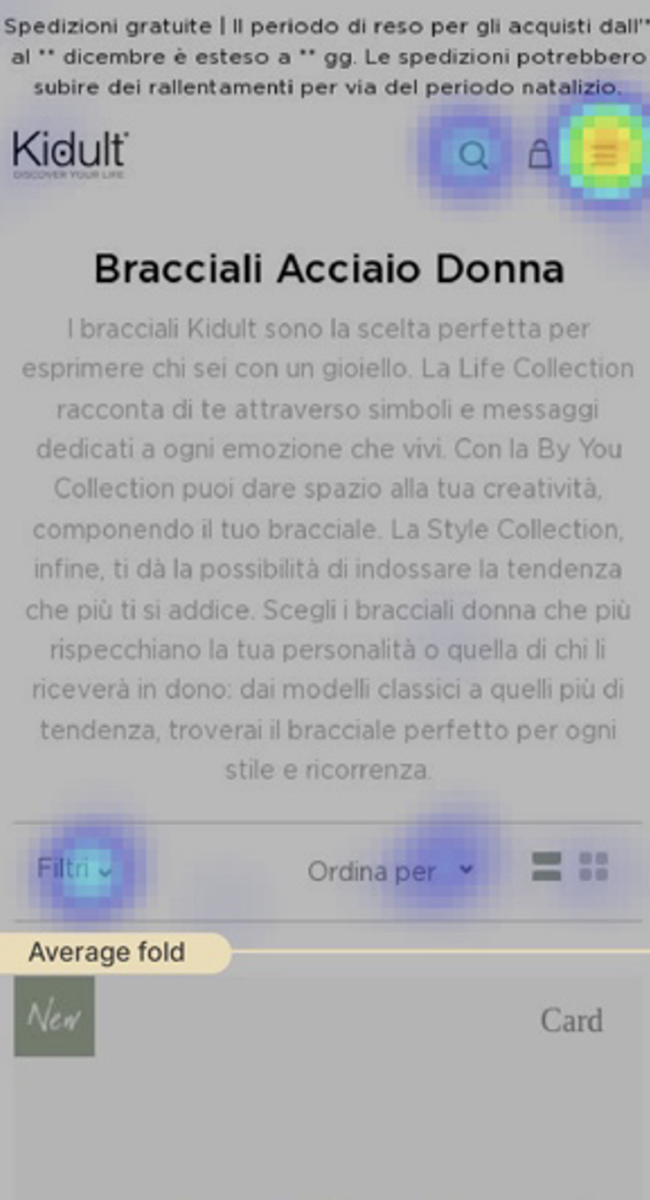 Spedizioni gratuite | Il periodo di reso per gli acquisti dall'*
al ** dicembre è esteso a ** gg. Le spedizioni potrebbero
subire dei rallentamenti per via del periodo natalizio.
Kidult
DISCOVER YOUR LIFE
Bracciali Acciaio Donna
I bracciali Kidult sono la scelta perfetta per
esprimere chi sei con un gioiello. La Life Collection
racconta di te attraverso simboli e messaggi
dedicati a ogni emozione che vivi. Con la By You
Collection puoi dare spazio alla tua creatività,
componendo il tuo bracciale. La Style Collection,
infine, ti dà la possibilità di indossare la tendenza
che più ti si addice. Scegli i bracciali donna che più
rispecchiano la tua personalità o quella di chi li
riceverà in dono: dai modelli classici a quelli più di
tendenza, troverai il bracciale perfetto per ogni
stile e ricorrenza.
Filtri Ordina per
Average fold
New Card